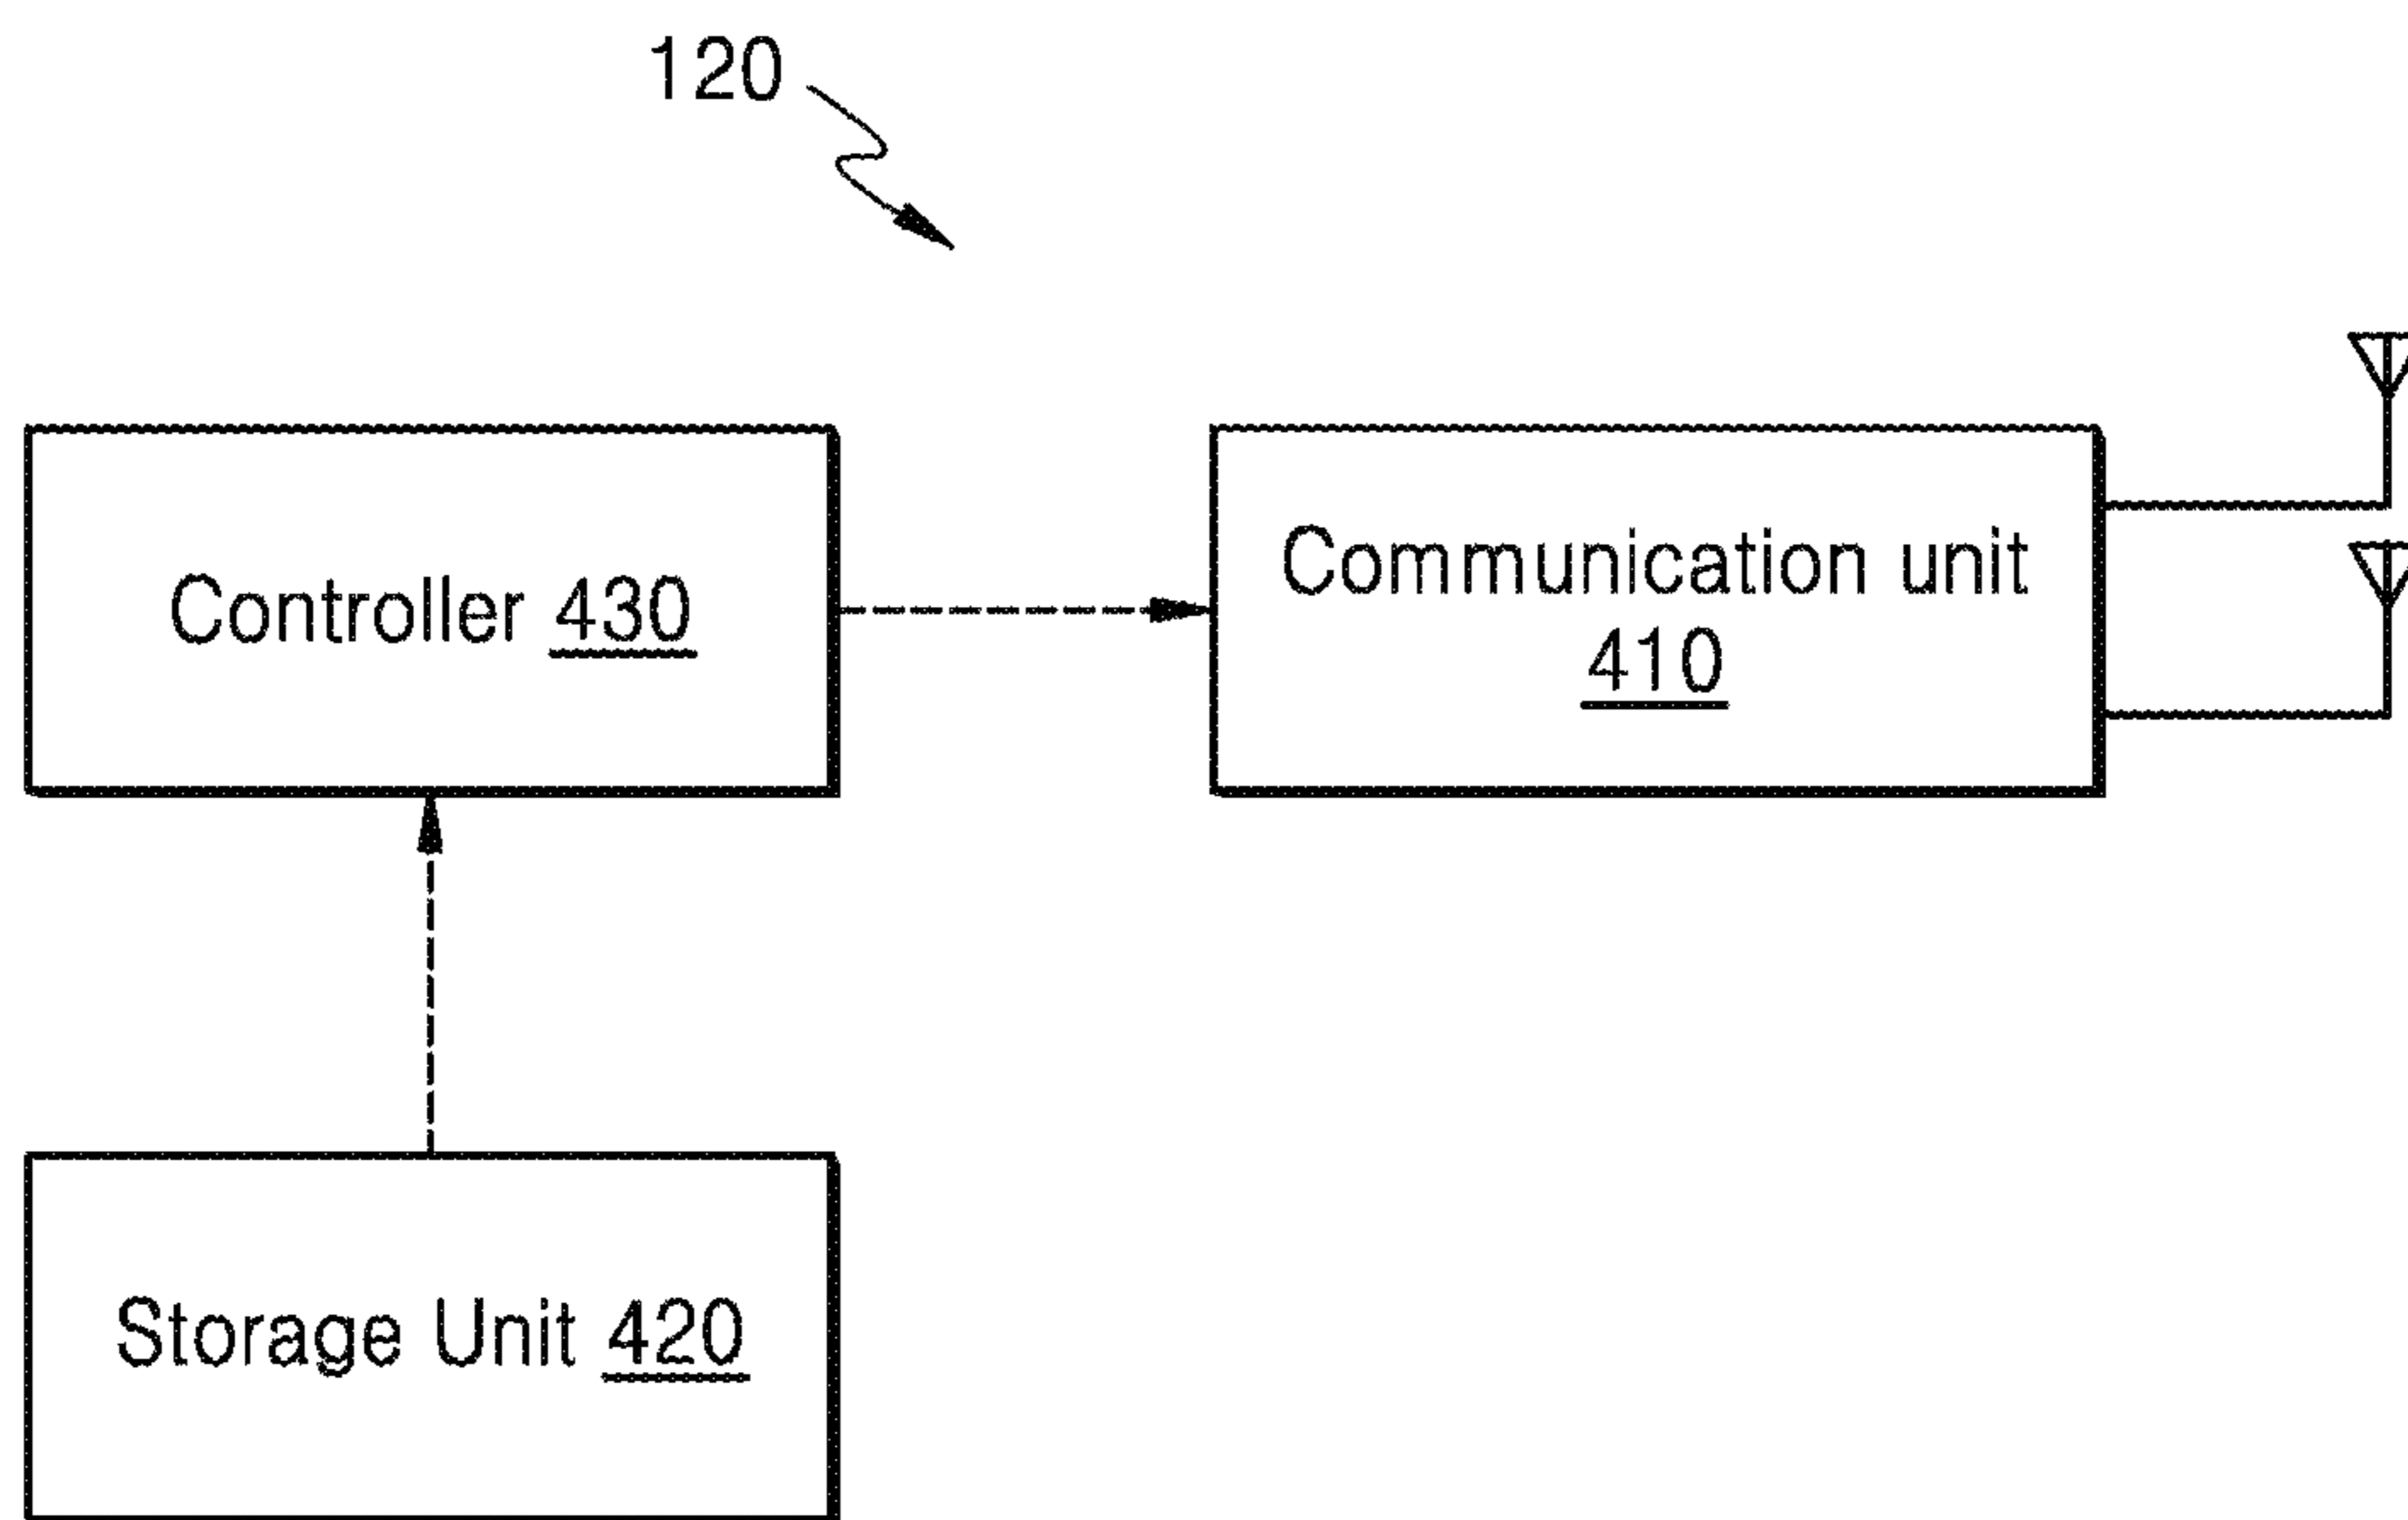 120
Controller 430
Communication unit
410
Storage Unit 420